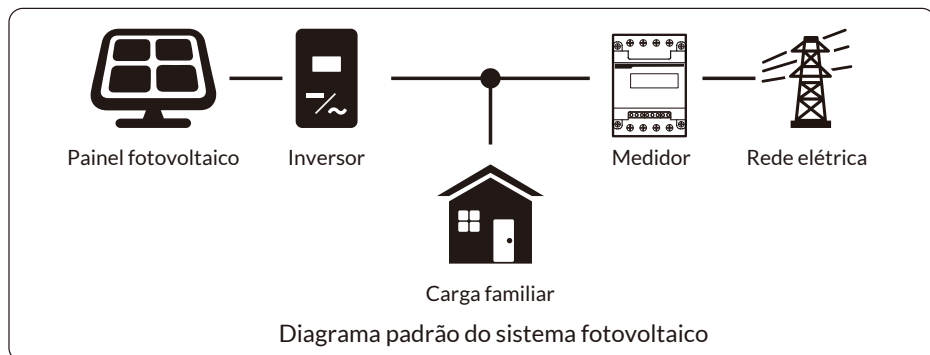 Painel fotovoltaico
Inversor
Medidor
Rede elétrica
Carga familiar
Diagrama padrão do sistema fotovoltaico